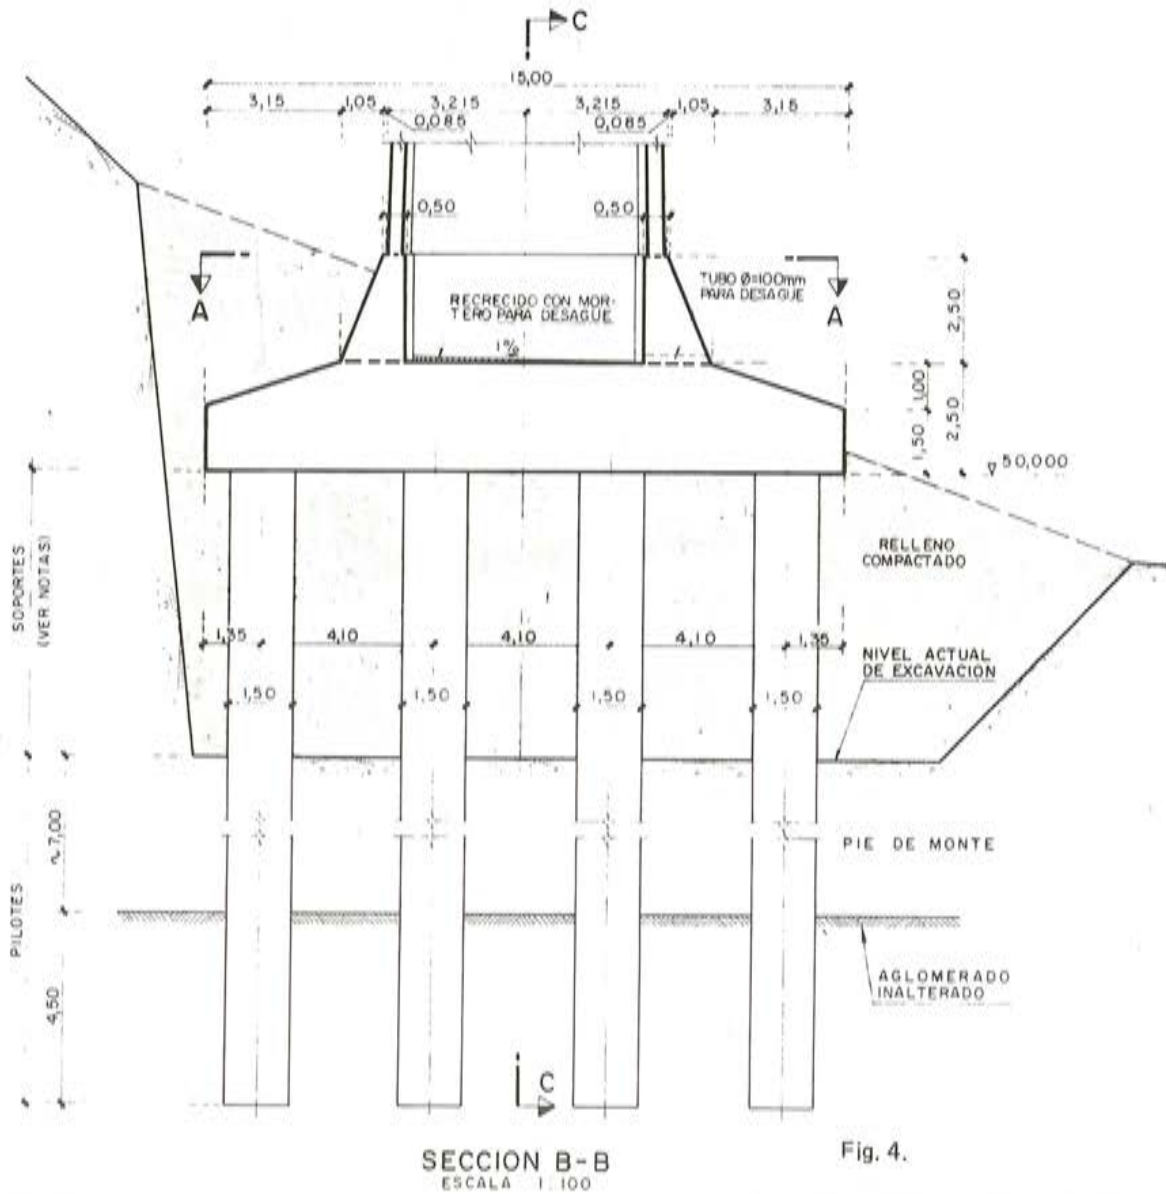 C
15,00
3,15 1,05 3,215 3,215 1,05 3,15
0,085 0,085
0,50 0,50
A
A
TUBO Ø=100mm
PARA DESAGUE
RECRECIDO CON MOR-
TERO PARA DESAGUE
1%
2,50
1,00
1,50
2,50
50,000
RELLENO
COMPACTADO
SOPORTES
(VER NOTAS)
1,35 4,10 4,10 4,10 1,35
NIVEL ACTUAL
DE EXCAVACION
1,50 1,50 1,50 1,50
PILOTES
~7,00
PIE DE MONTE
4,50
AGLOMERADO
INALTERADO
C
SECCION B-B
ESCALA 1:100
Fig. 4.